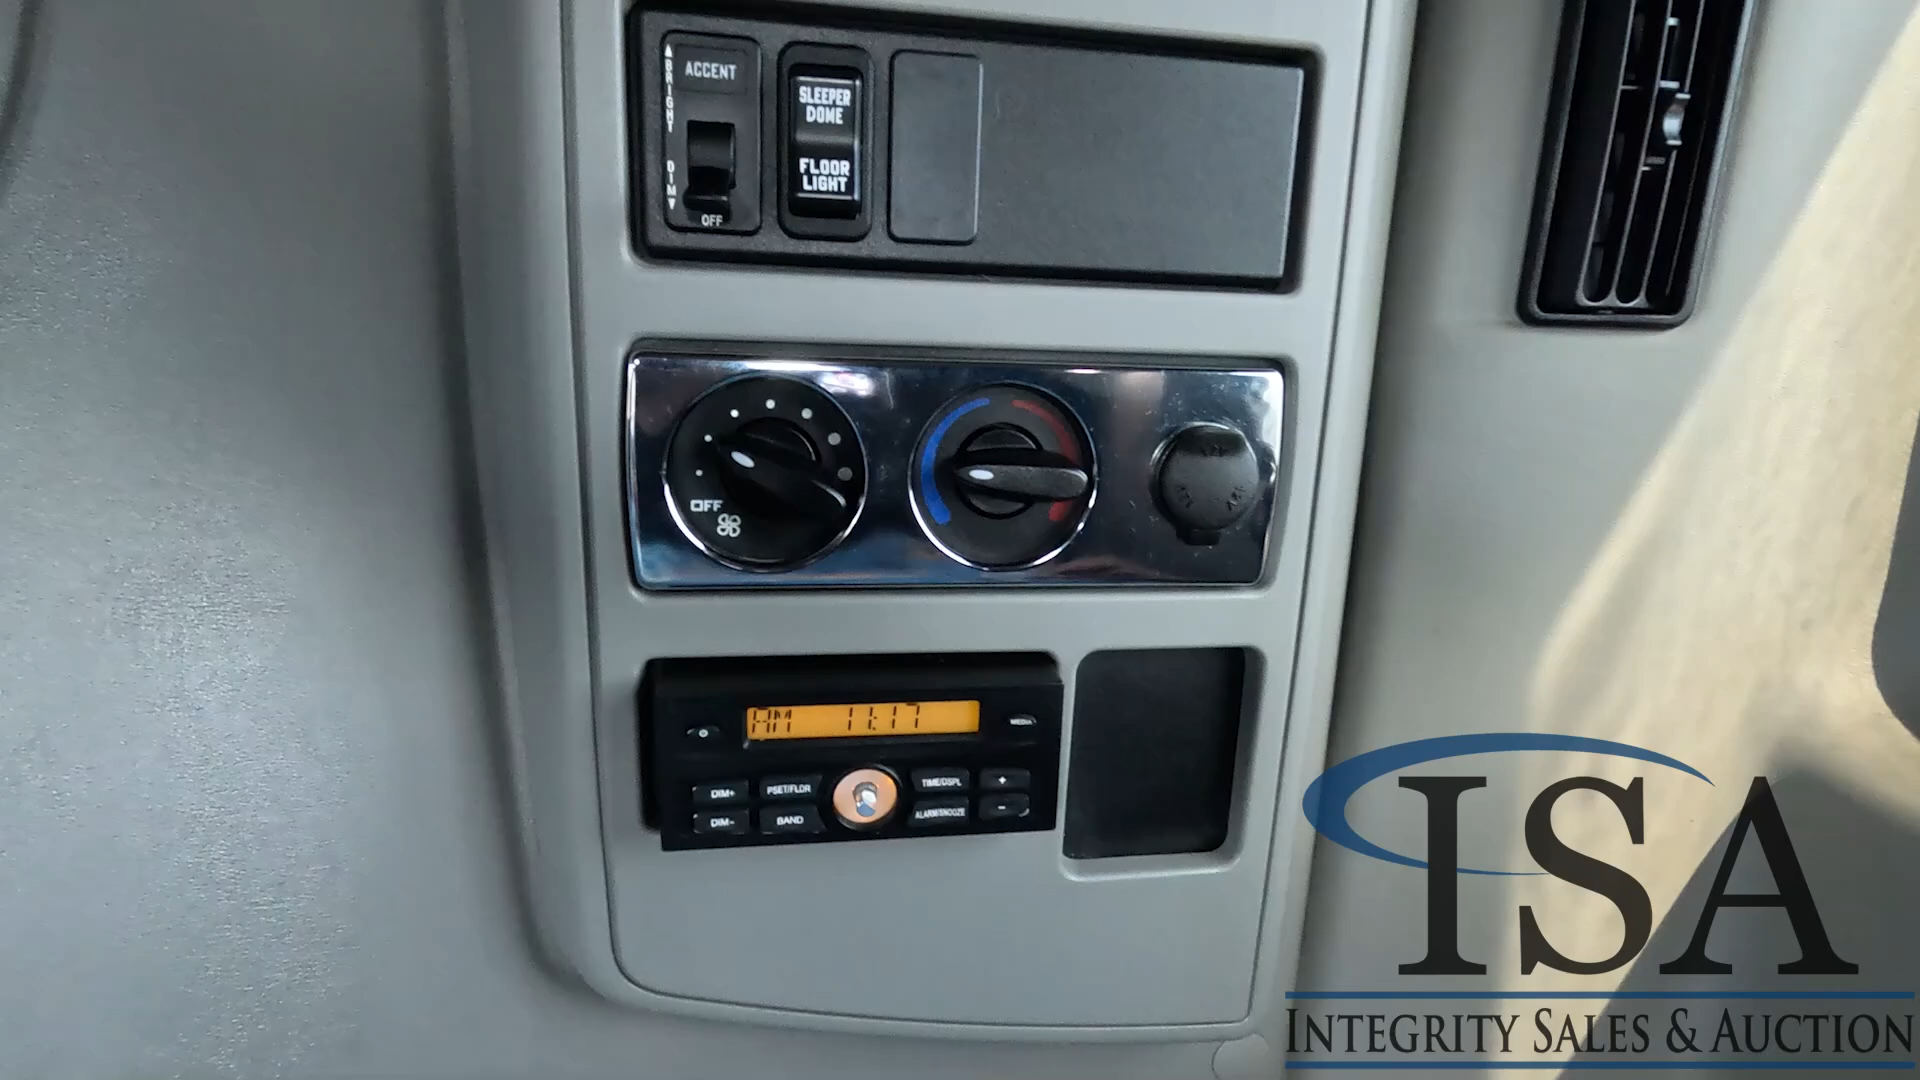 ACCENT
BRIGHT
DIM
OFF
SLEEPER
DOME
FLOOR
LIGHT
OFF
AM 11:17
MEDIA
DIM+
PSET/FLDR
TIME/DSPL
+
DIM-
BAND
ALARM/SNOOZE
-
ISA
INTEGRITY SALES & AUCTION